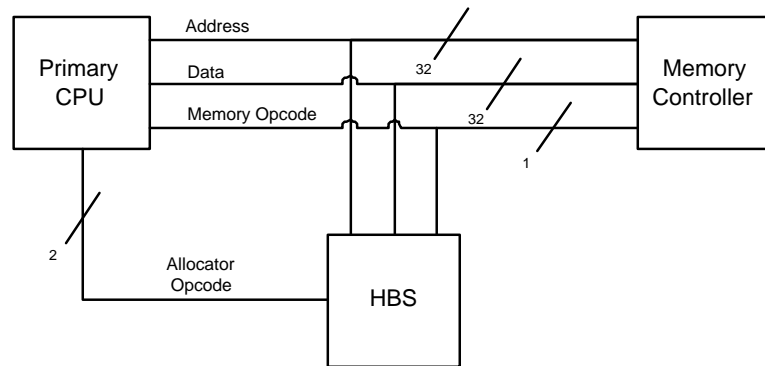 Address
32
Primary
CPU
Data
32
Memory
Controller
Memory Opcode
1
2
Allocator
Opcode
HBS